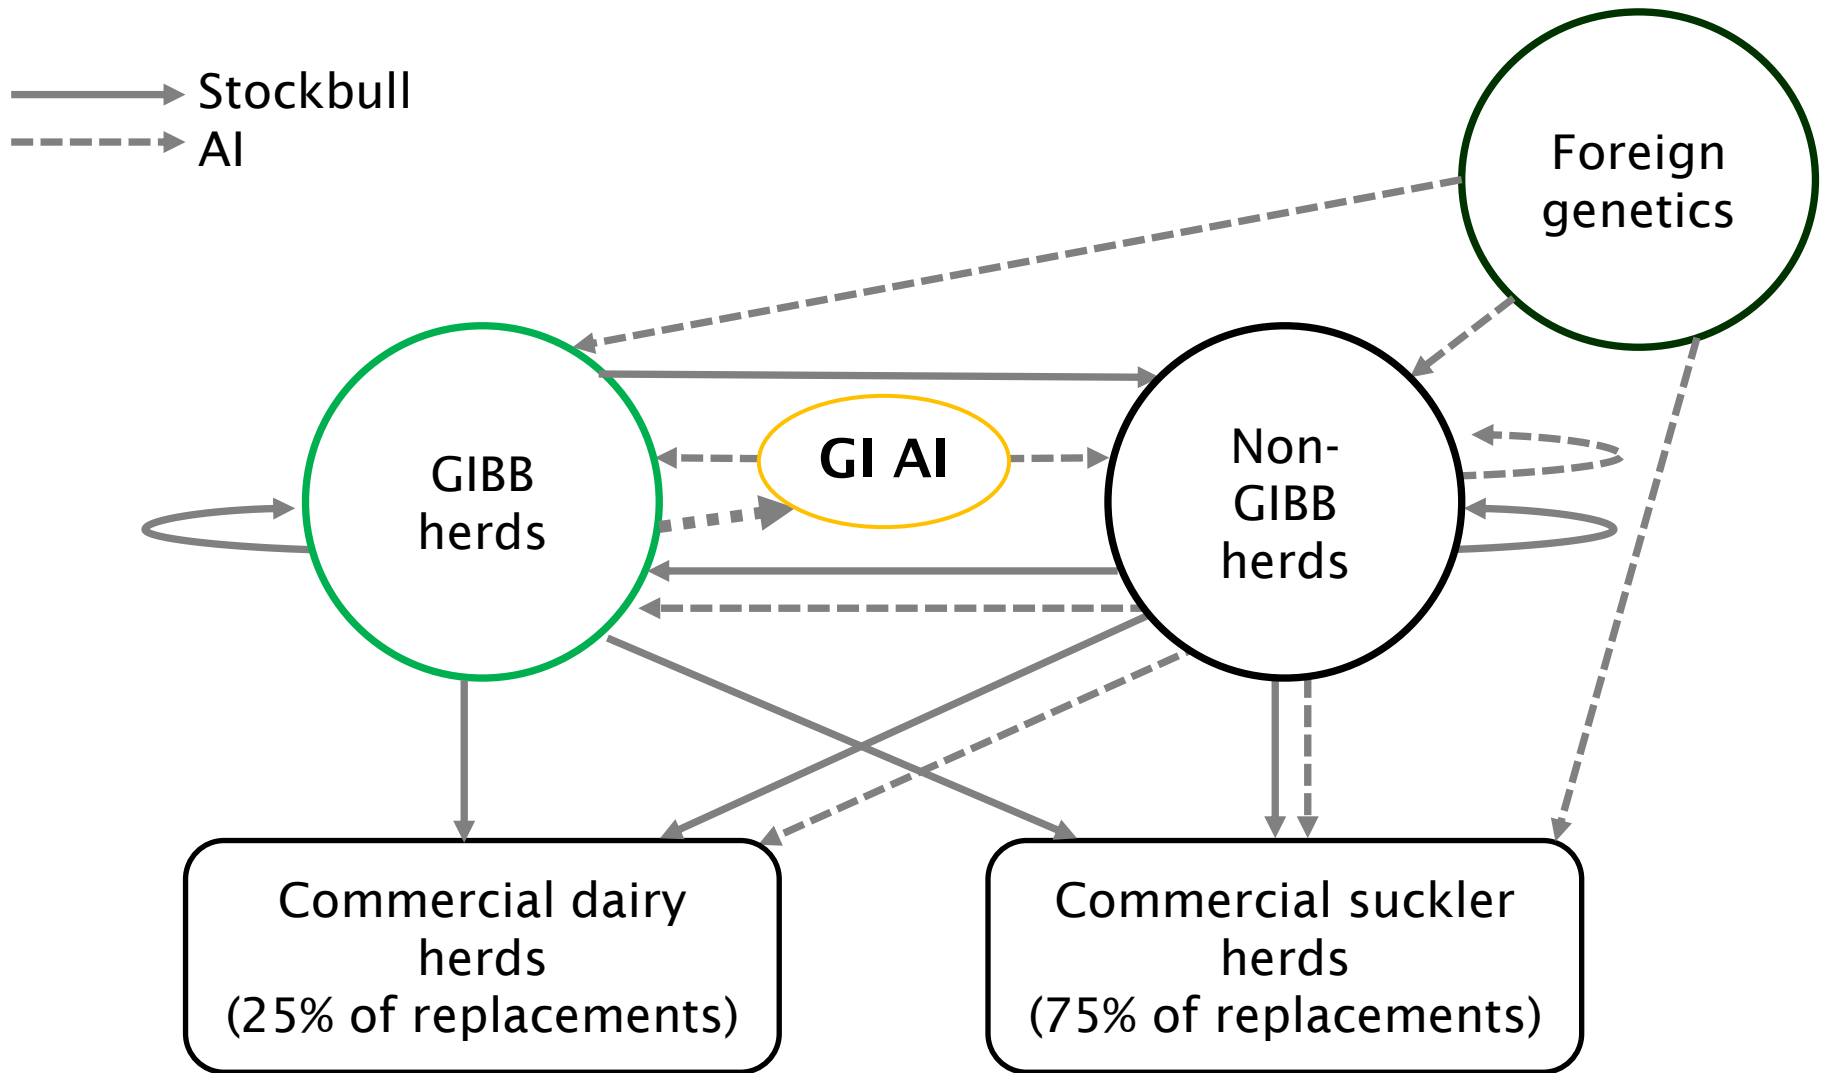 Stockbull
AI
Foreign
genetics
GIBB
herds
GI AI
Non-
GIBB
herds
Commercial dairy
herds
(25% of replacements)
Commercial suckler
herds
(75% of replacements)